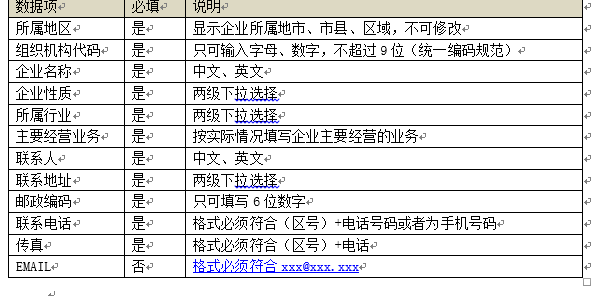 数据项 必填 说明
所属地区 是 显示企业所属地市、市县、区域，不可修改
组织机构代码 是 只可输入字母、数字，不超过9位（统一编码规范）
企业名称 是 中文、英文
企业性质 是 两级下拉选择
所属行业 是 两级下拉选择
主要经营业务 是 按实际情况填写企业主要经营的业务
联系人 是 中文、英文
联系地址 是 两级下拉选择
邮政编码 是 只可填写6位数字
联系电话 是 格式必须符合（区号）+电话号码或者为手机号码
传真 是 格式必须符合（区号）+电话
EMAIL 否 格式必须符合 xxx@xxx.xxx